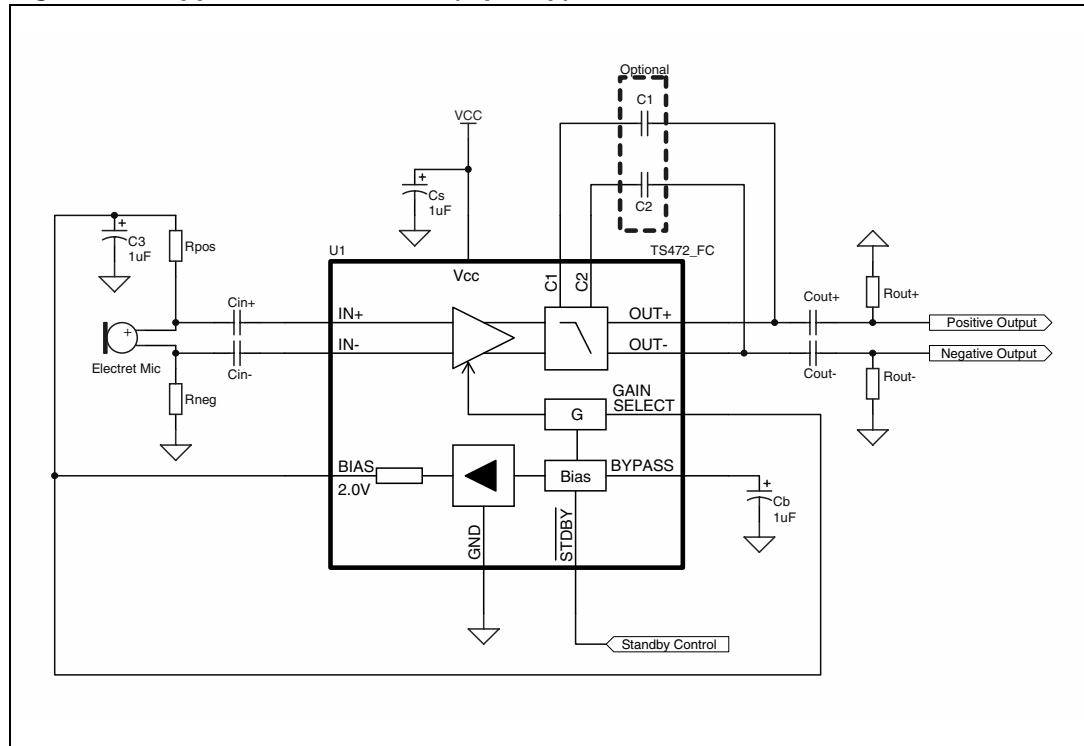 Optional
C1
VCC
Cs
1uF
+
C2
C3
1uF
+
Rpos
U1
TS472_FC
Vcc
C1
C2
Cin+
IN+
OUT+
Cout+
Rout+
Positive Output
+
Electret Mic
IN-
OUT-
Negative Output
Cin-
Cout-
Rout-
Rneg
GAIN
SELECT
G
BIAS
2.0V
Bias
BYPASS
+
Cb
1uF
GND
STDBY
Standby Control